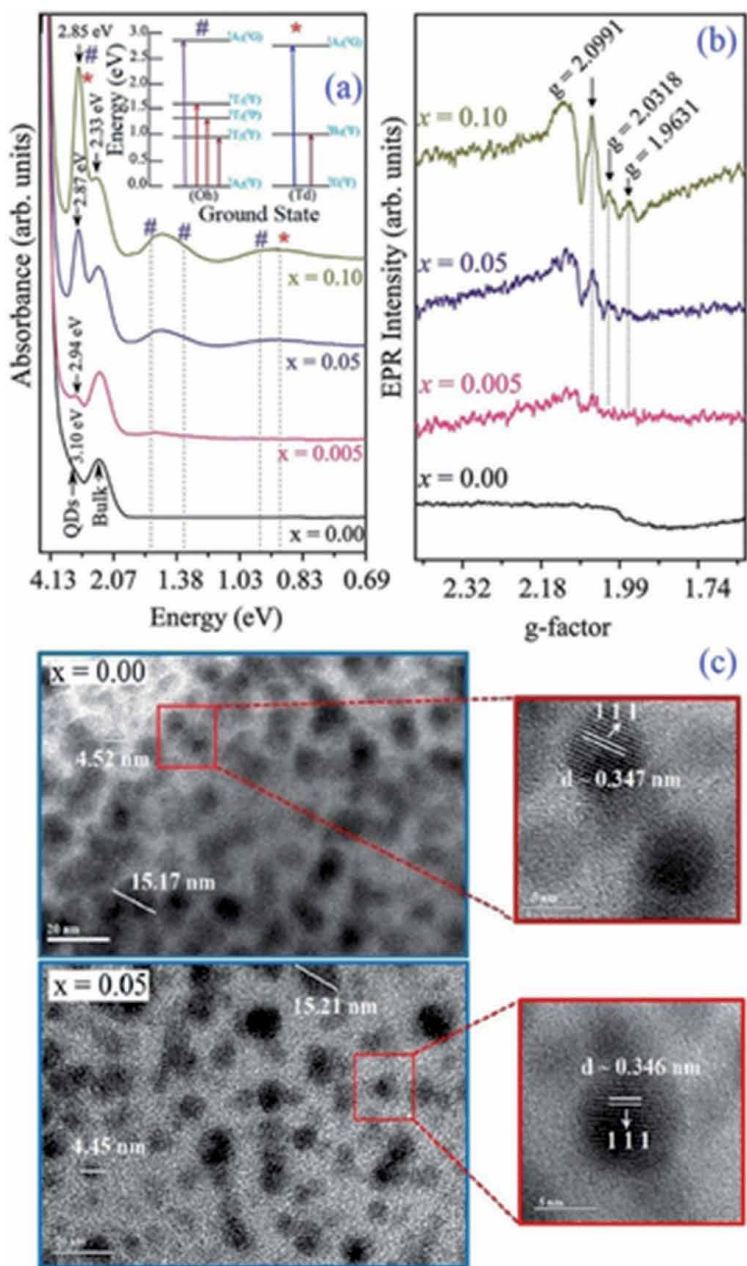 (a)
2.85 eV
#
*
2.33 eV
2.87 eV
2.94 eV
3.10 eV
QDs
Bulk
Absorbance (arb. units)
Energy (eV)
3.0
2.5
2.0
1.5
1.0
0.5
0.0
#
*
(Oh)
(Td)
Ground State
#
#
#
*
x = 0.10
x = 0.05
x = 0.005
x = 0.00
4.13 2.07 1.38 1.03 0.83 0.69
Energy (eV)
(b)
g = 2.0991
g = 2.0318
g = 1.9631
x = 0.10
x = 0.05
x = 0.005
x = 0.00
EPR Intensity (arb. units)
2.32 2.18 1.99 1.74
g-factor
(c)
x = 0.00
4.52 nm
15.17 nm
20 nm
1 1 1
d ~ 0.347 nm
x = 0.05
15.21 nm
4.45 nm
d ~ 0.346 nm
1 1 1